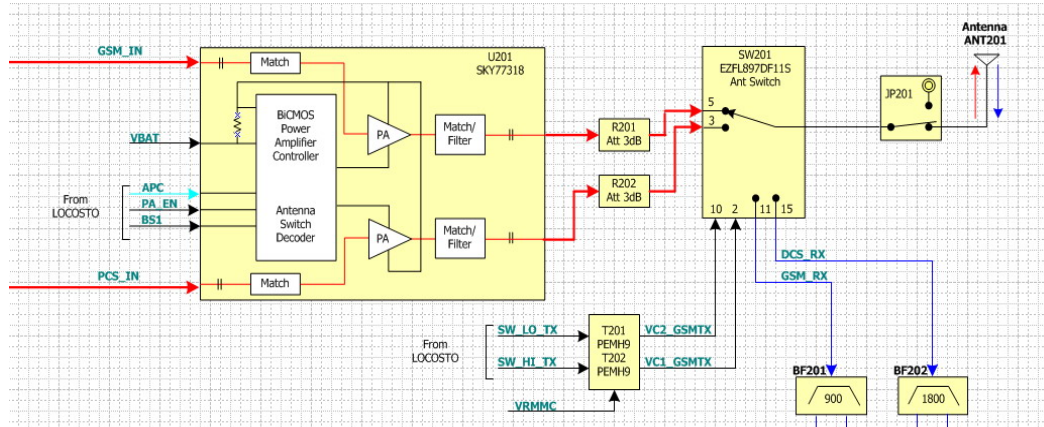 GSM_IN
U201
SKY77318
Match
BiCMOS
Power
Amplifier
Controller
Antenna
Switch
Decoder
PA
Match/
Filter
VBAT
From
LOCOSTO
APC
PA_EN
BS1
PA
Match/
Filter
PCS_IN
Match
R201
Att 3dB
R202
Att 3dB
SW201
EZFL897DF11S
Ant Switch
5
3
10
2
11
15
JP201
Antenna
ANT201
DCS_RX
GSM_RX
From
LOCOSTO
SW_LO_TX
SW_HI_TX
T201
PEMH9
T202
PEMH9
VC2_GSMTX
VC1_GSMTX
VRMMC
BF201
900
BF202
1800